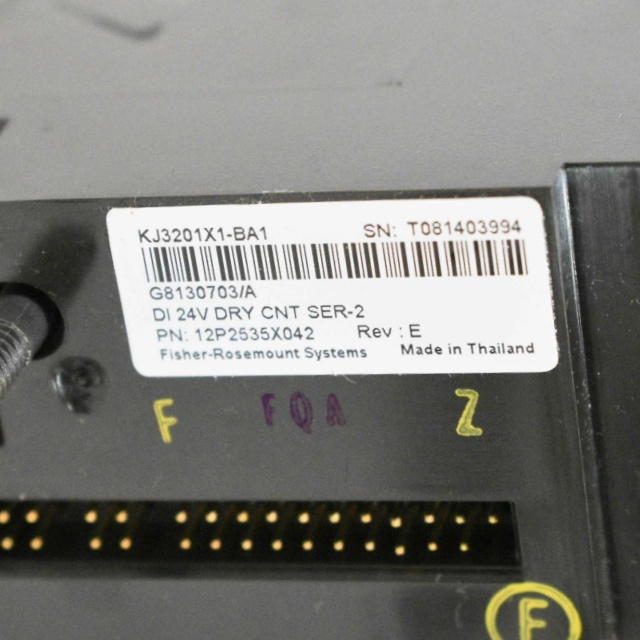 KJ3201X1-BA1 SN: T081403994
G8130703/A
DI 24V DRY CNT SER-2
PN: 12P2535X042 Rev : E
Fisher-Rosemount Systems Made in Thailand
F FQA Z
F